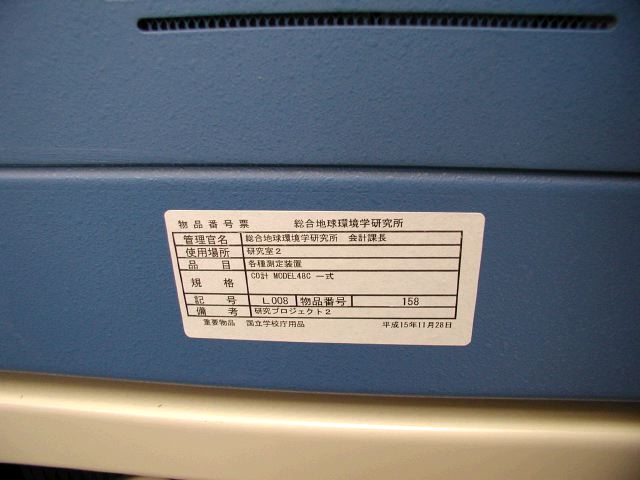 物品番号票 総合地球環境学研究所
管理官名 総合地球環境学研究所 会計課長
使用場所 研究室2
品目 各種測定装置
規格 CO計 MODEL48C 一式
記号 L008 物品番号 158
備考 研究プロジェクト2
重要物品 国立学校庁用品 平成15年11月28日